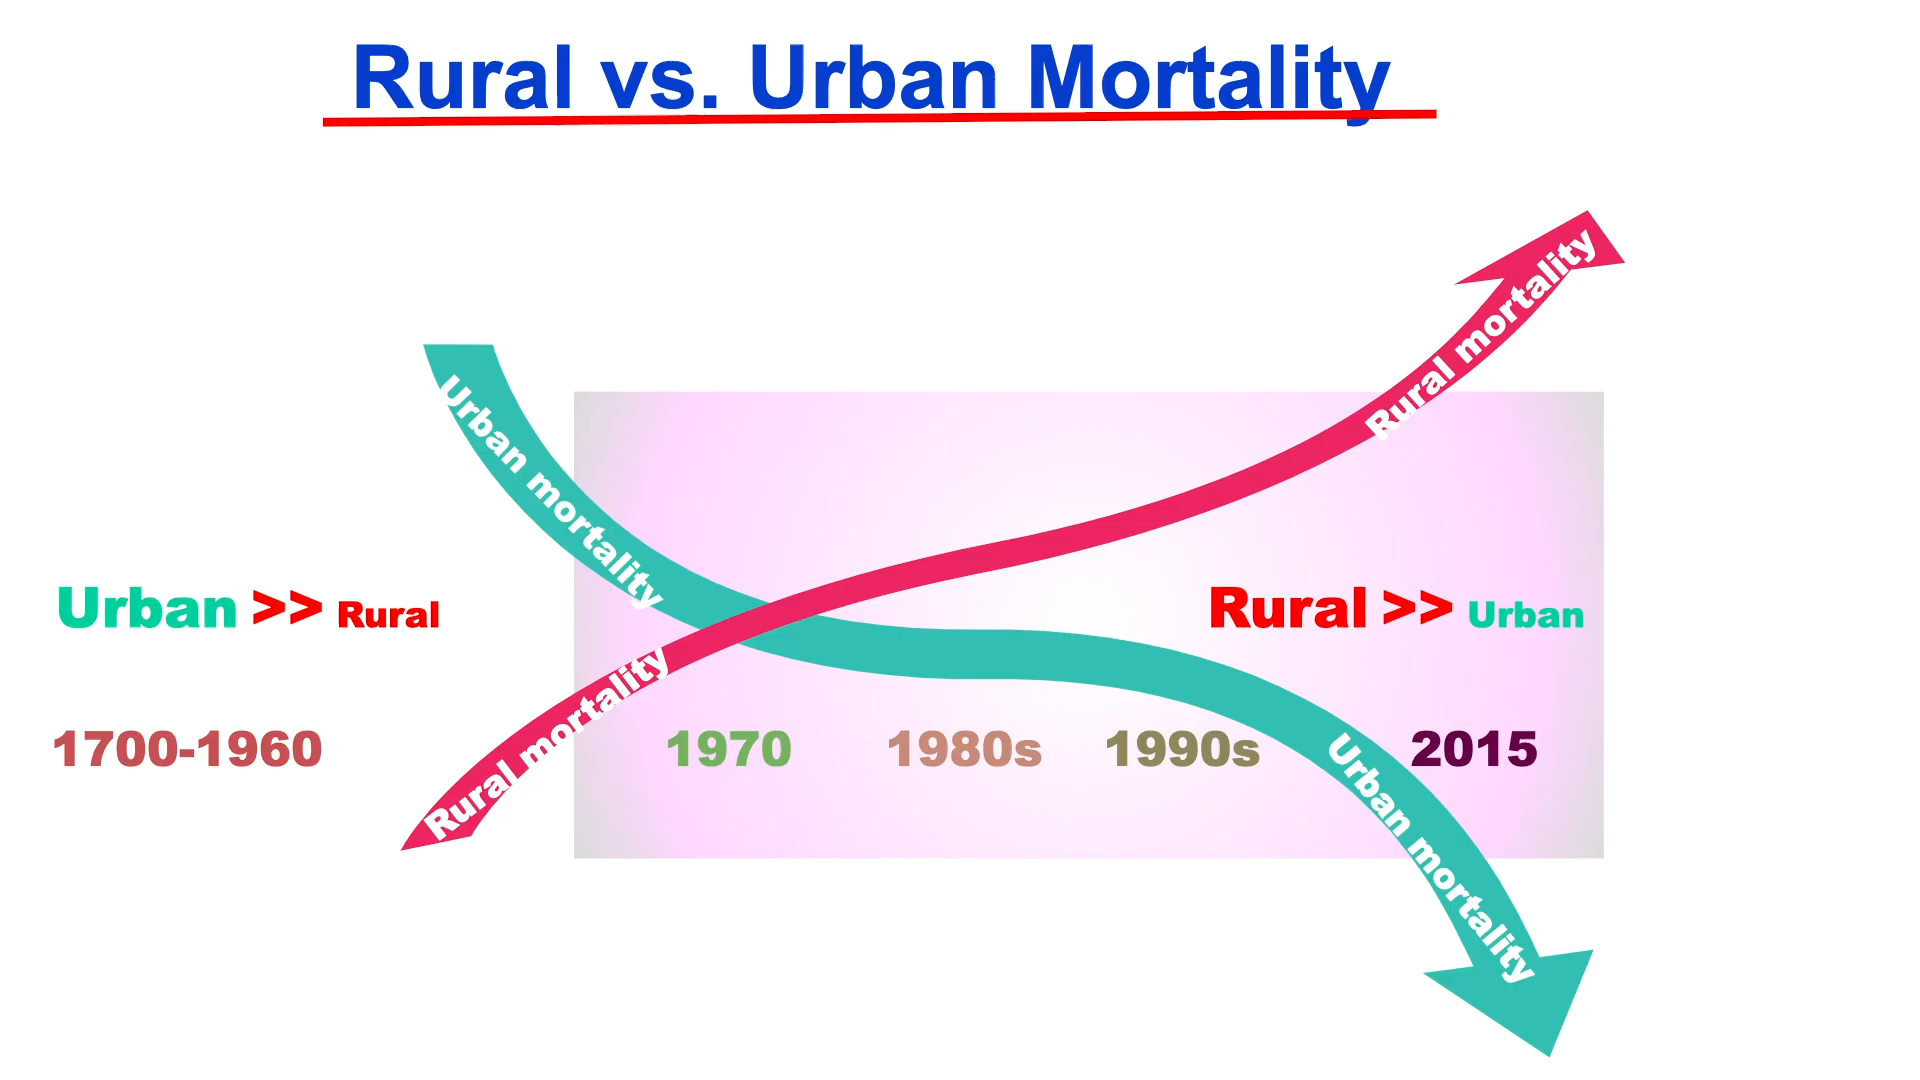 Rural vs. Urban Mortality
Rural mortality
Urban mortality
Urban >> Rural
Rural >> Urban
Rural mortality
1700-1960
1970
1980s
1990s
2015
Urban mortality